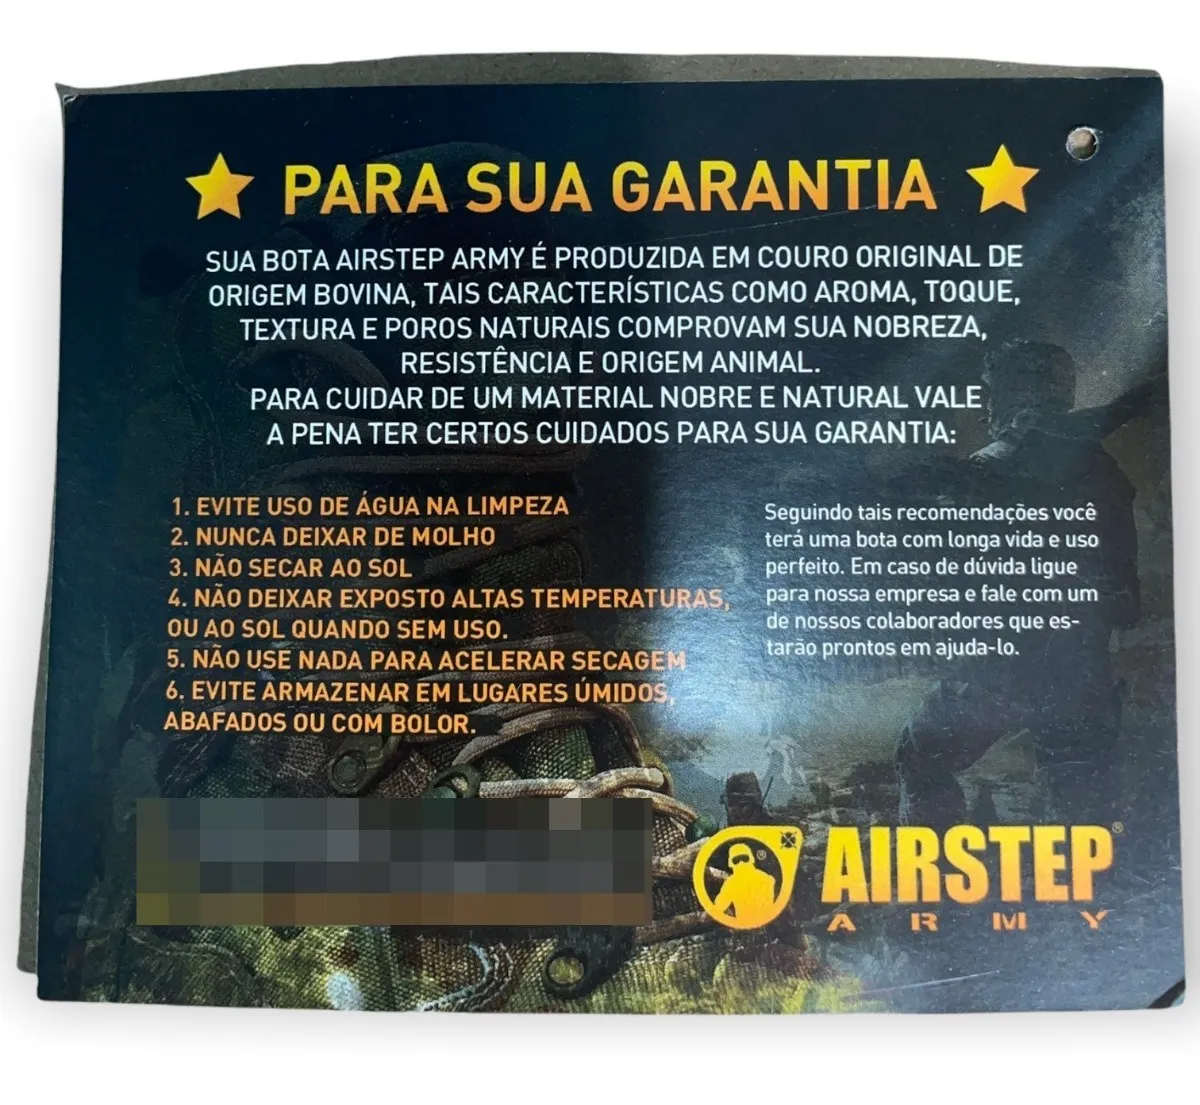 PARA SUA GARANTIA
SUA BOTA AIRSTEP ARMY É PRODUZIDA EM COURO ORIGINAL DE
ORIGEM BOVINA, TAIS CARACTERÍSTICAS COMO AROMA, TOQUE,
TEXTURA E POROS NATURAIS COMPROVAM SUA NOBREZA,
RESISTÊNCIA E ORIGEM ANIMAL.
PARA CUIDAR DE UM MATERIAL NOBRE E NATURAL VALE
A PENA TER CERTOS CUIDADOS PARA SUA GARANTIA:
1. EVITE USO DE ÁGUA NA LIMPEZA
2. NUNCA DEIXAR DE MOLHO
3. NÃO SECAR AO SOL
4. NÃO DEIXAR EXPOSTO ALTAS TEMPERATURAS,
OU AO SOL QUANDO SEM USO.
5. NÃO USE NADA PARA ACELERAR SECAGEM
6. EVITE ARMAZENAR EM LUGARES ÚMIDOS,
ABAFADOS OU COM BOLOR.
Seguindo tais recomendações você
terá uma bota com longa vida e uso
perfeito. Em caso de dúvida ligue
para nossa empresa e fale com um
de nossos colaboradores que es-
tarão prontos em ajuda-lo.
AIRSTEP®
ARMY